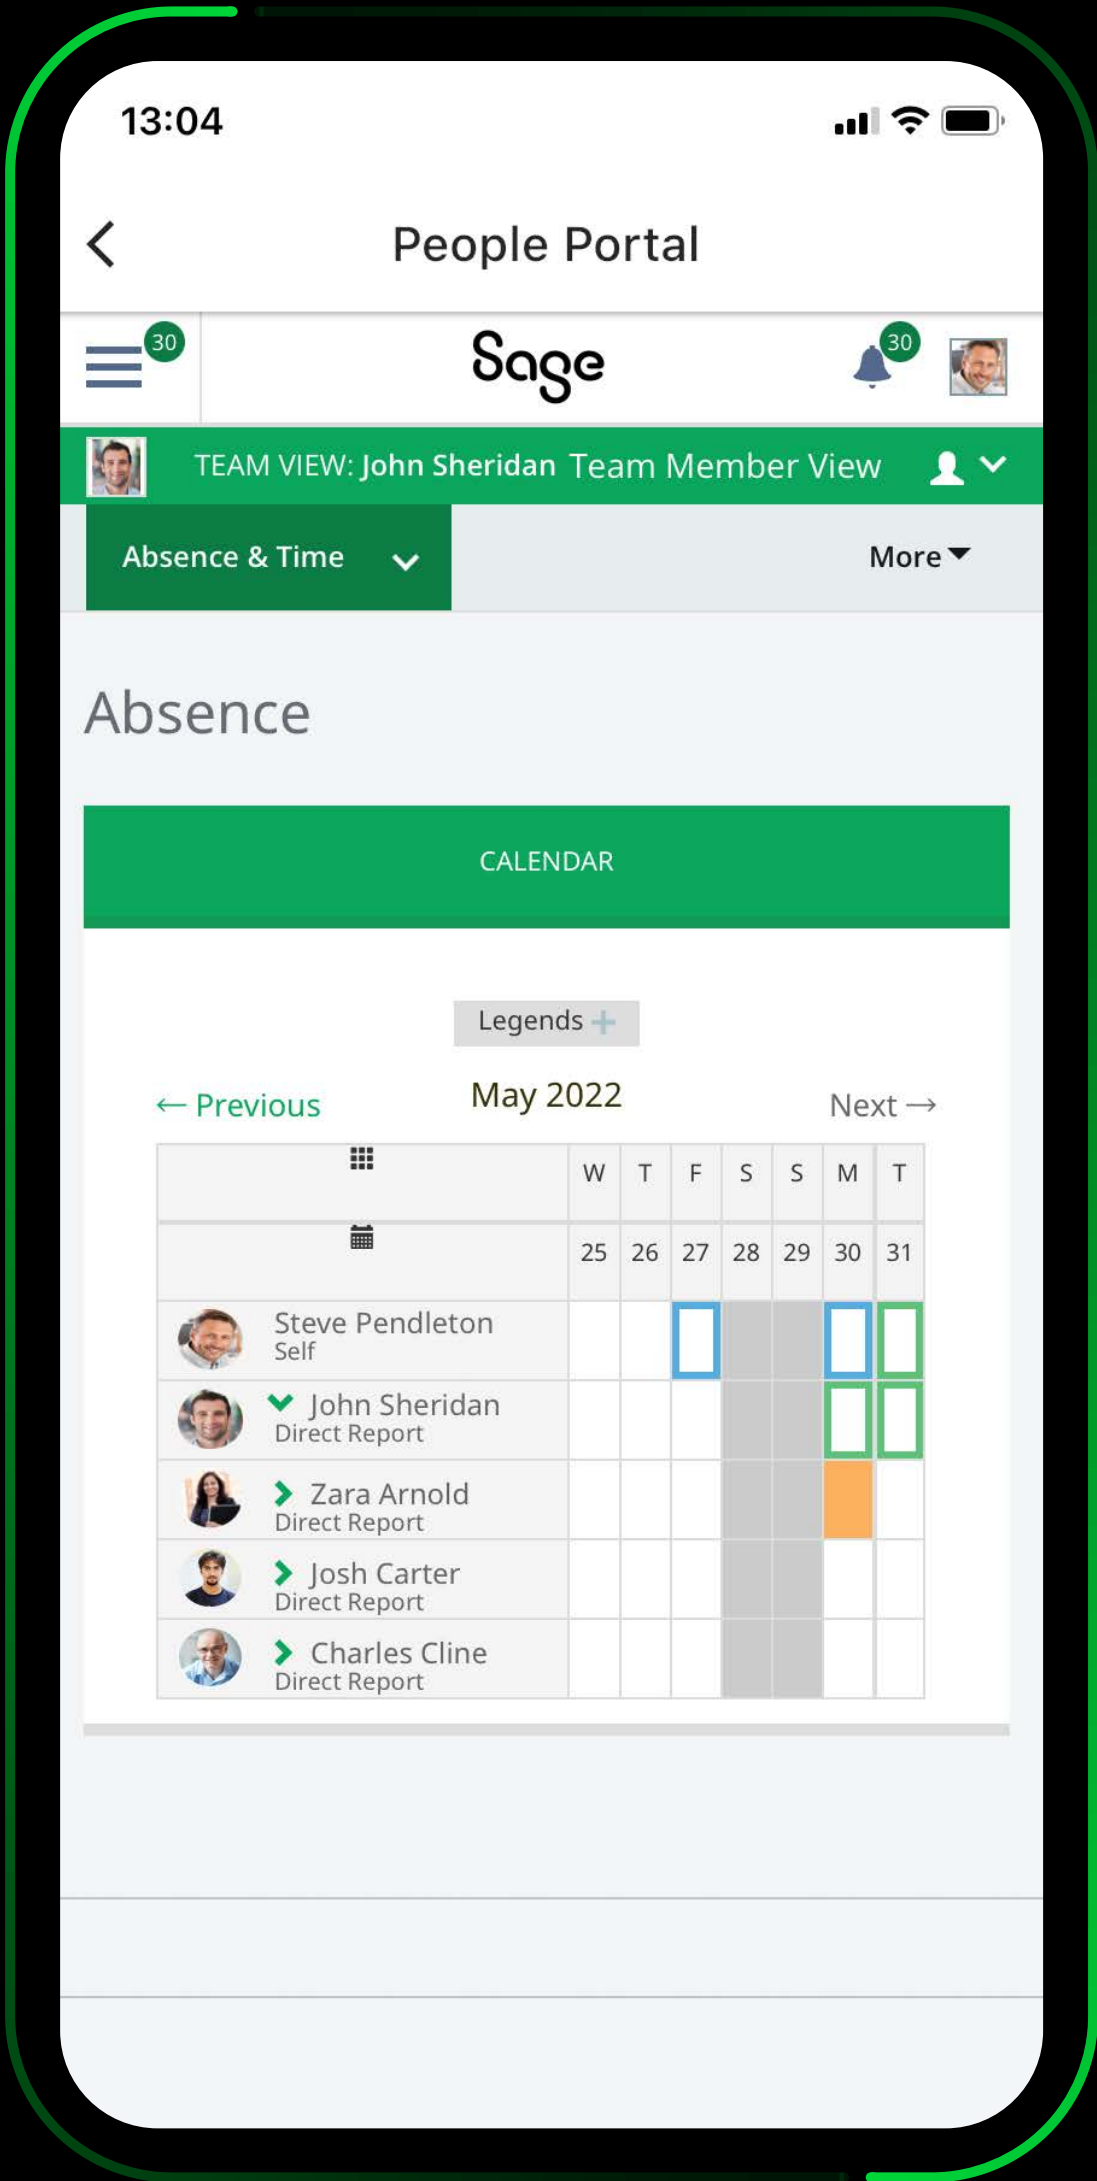 13:04
People Portal
30
Sage
30
TEAM VIEW: John Sheridan Team Member View
Absence & Time
More
Absence
CALENDAR
Legends +
← Previous
May 2022
Next →
W T F S S M T
25 26 27 28 29 30 31
Steve Pendleton
Self
John Sheridan
Direct Report
Zara Arnold
Direct Report
Josh Carter
Direct Report
Charles Cline
Direct Report